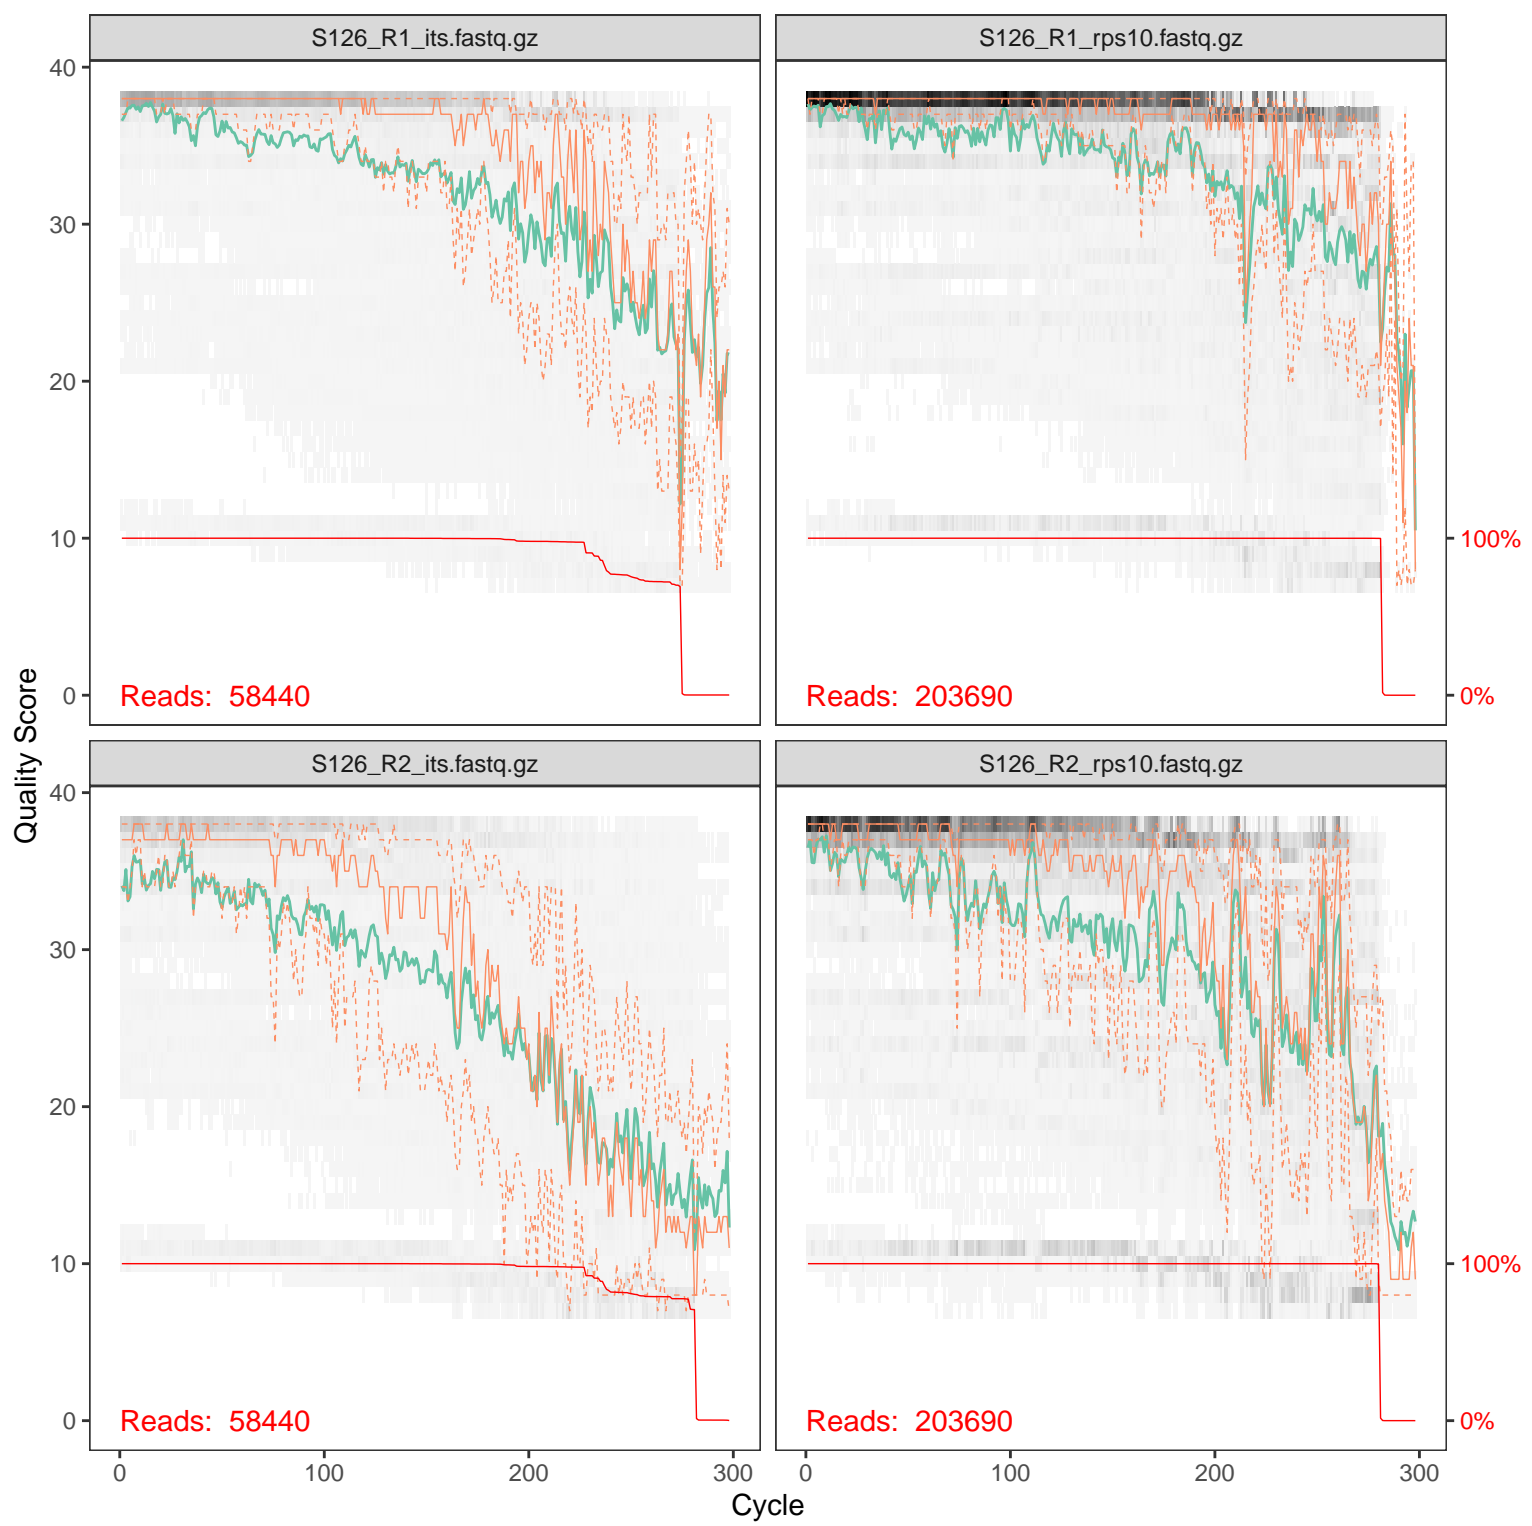 S126_R1_its.fastq.gz
S126_R1_rps10.fastq.gz
40
30
20
10
0
100%
0%
Reads: 58440
Reads: 203690
Quality Score
S126_R2_its.fastq.gz
S126_R2_rps10.fastq.gz
40
30
20
10
0
100%
0%
Reads: 58440
Reads: 203690
0
100
200
300
0
100
200
300
Cycle